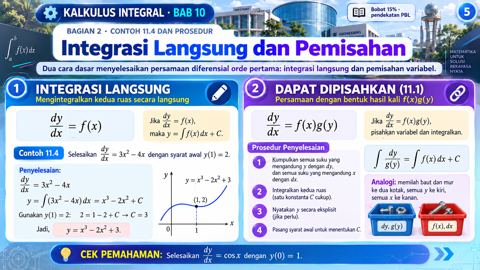 KALKULUS INTEGRAL • BAB 10
BAGIAN 2 • CONTOH 11.4 DAN PROSEDUR
Integrasi Langsung dan Pemisahan
Dua cara dasar menyelesaikan persamaan diferensial orde pertama: integrasi langsung dan pemisahan variabel.
∫ₐᵇ f(x) dx
Bobot 15% -
pendekatan PBL
5
MATEMATIKA
UNTUK
SOLUSI
REKAYASA
NYATA
1 INTEGRASI LANGSUNG
Mengintegralkan kedua ruas secara langsung
dy/dx = f(x)
Jika dy/dx = f(x),
maka y = ∫ f(x) dx + C.
Contoh 11.4 Selesaikan dy/dx = 3x² − 4x dengan syarat awal y(1) = 2.
Penyelesaian:
dy/dx = 3x² − 4x
y = ∫(3x² − 4x) dx = x³ − 2x² + C
Gunakan y(1) = 2: 2 = 1 − 2 + C → C = 3
Jadi, y = x³ − 2x² + 3.
y
y = x³ − 2x² + 3
(1, 2)
1
x
2 DAPAT DIPISAHKAN (11.1)
Persamaan dengan bentuk hasil kali f(x)g(y)
dy/dx = f(x)g(y)
Jika dy/dx = f(x)g(y),
pisahkan variabel dan integralkan.
Prosedur Penyelesaian
1 Kumpulkan semua suku yang
mengandung y dengan dy,
dan semua suku yang mengandung x
dengan dx.
2 Integralkan kedua ruas
(satu konstanta C cukup).
3 Nyatakan y secara eksplisit
(jika perlu).
4 Pasang syarat awal untuk menentukan C.
∫ dy/g(y) = ∫ f(x) dx + C
Analogi: memilah baut dan mur
ke dua kotak, semua y ke kiri,
semua x ke kanan.
dy, g(y)
f(x), dx
CEK PEMAHAMAN: Selesaikan dy/dx = cos x dengan y(0) = 1.